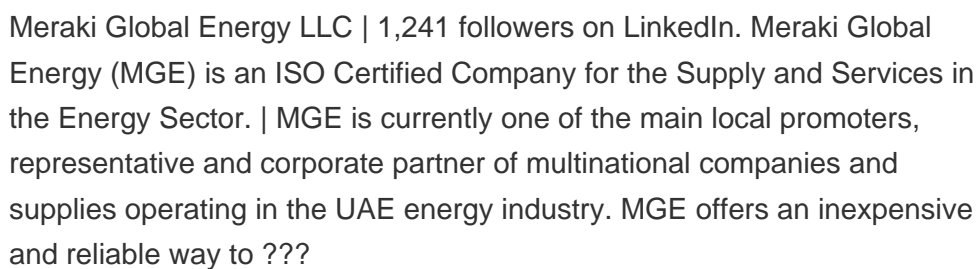 Meraki Global Energy LLC | 1,241 followers on LinkedIn. Meraki Global
Energy (MGE) is an ISO Certified Company for the Supply and Services in
the Energy Sector. | MGE is currently one of the main local promoters,
representative and corporate partner of multinational companies and
supplies operating in the UAE energy industry. MGE offers an inexpensive
and reliable way to ???